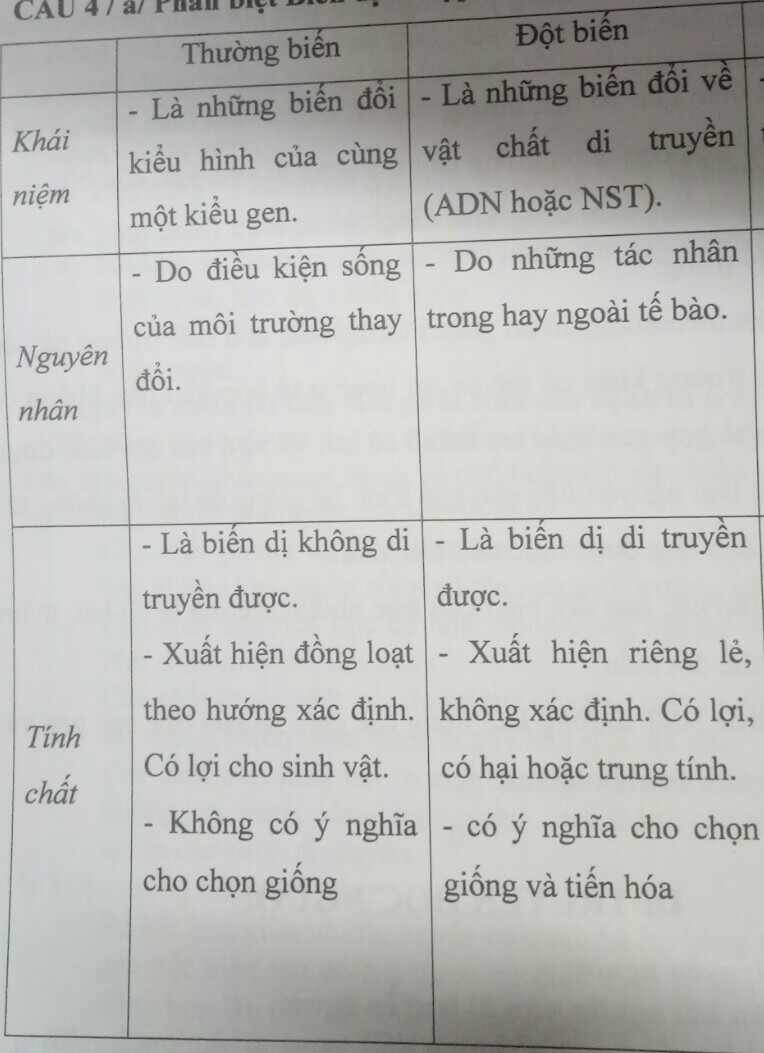 CÂU 4 / a/ Phân biệt
Thường biến
Đột biến
Khái
niệm
- Là những biến đổi
kiểu hình của cùng
một kiểu gen.
- Là những biến đổi về
vật chất di truyền
(ADN hoặc NST).
Nguyên
nhân
- Do điều kiện sống
của môi trường thay
đổi.
- Do những tác nhân
trong hay ngoài tế bào.
Tính
chất
- Là biến dị không di
truyền được.
- Xuất hiện đồng loạt
theo hướng xác định.
Có lợi cho sinh vật.
- Không có ý nghĩa
cho chọn giống
- Là biến dị di truyền
được.
- Xuất hiện riêng lẻ,
không xác định. Có lợi,
có hại hoặc trung tính.
- có ý nghĩa cho chọn
giống và tiến hóa